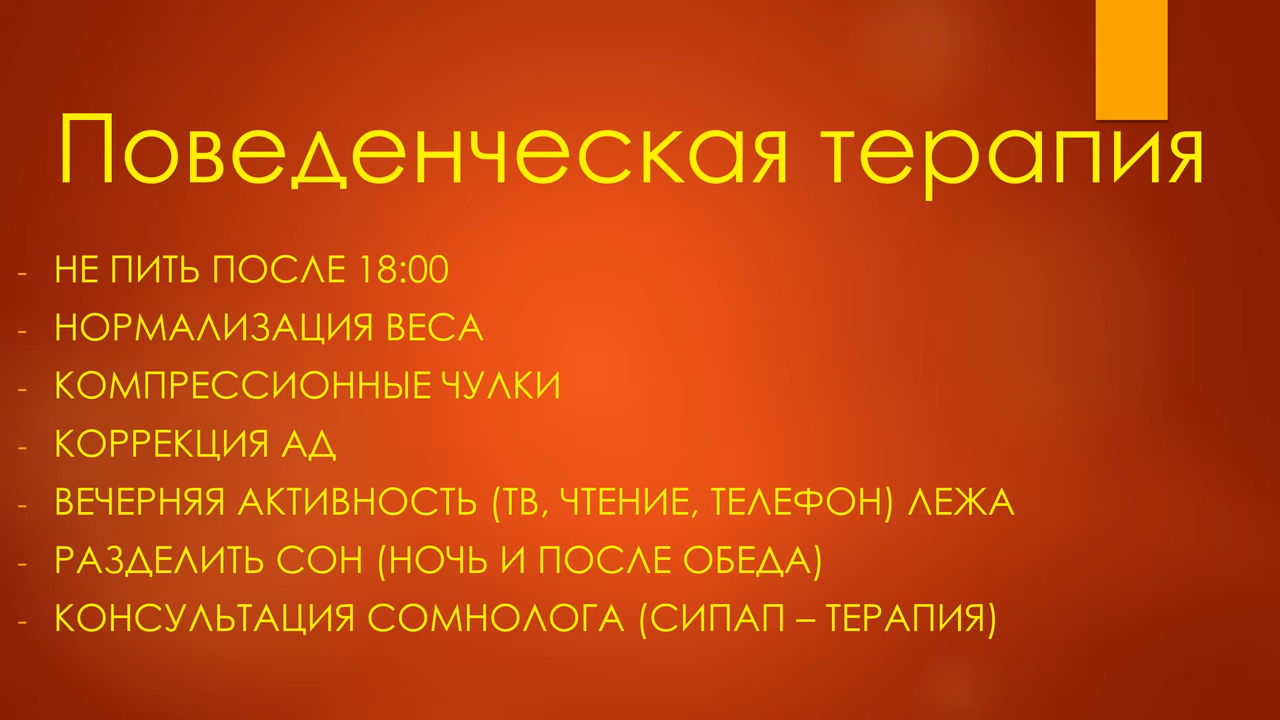 Поведенческая терапия
- НЕ ПИТЬ ПОСЛЕ 18:00
- НОРМАЛИЗАЦИЯ ВЕСА
- КОМПРЕССИОННЫЕ ЧУЛКИ
- КОРРЕКЦИЯ АД
- ВЕЧЕРНЯЯ АКТИВНОСТЬ (ТВ, ЧТЕНИЕ, ТЕЛЕФОН) ЛЕЖА
- РАЗДЕЛИТЬ СОН (НОЧЬ И ПОСЛЕ ОБЕДА)
- КОНСУЛЬТАЦИЯ СОМНОЛОГА (СИПАП – ТЕРАПИЯ)